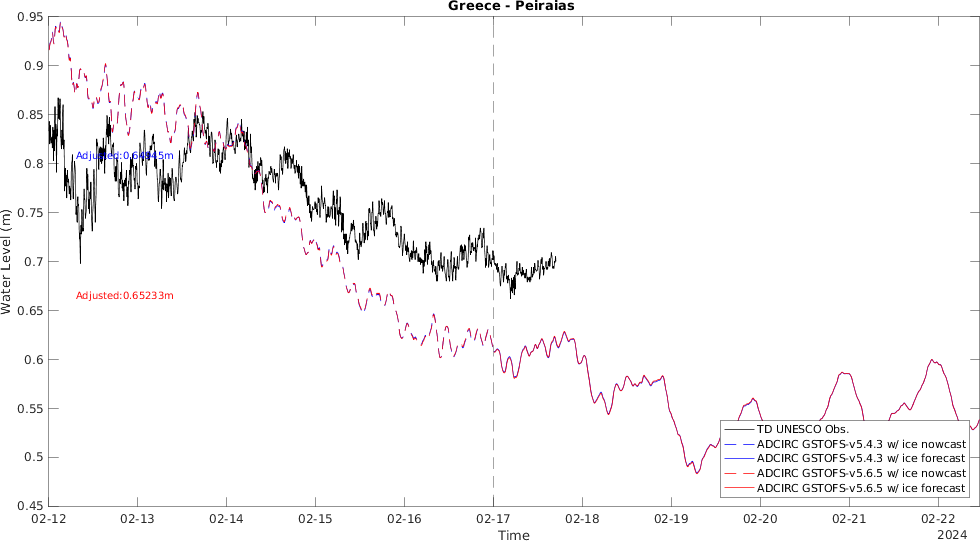 Greece - Peiraias
0.95
0.9
0.85
0.8
0.75
0.7
0.65
0.6
0.55
0.5
0.45
Water Level (m)
Adjusted:0.65233m
TD UNESCO Obs.
ADCIRC GSTOFS-v5.4.3 w/ ice nowcast
ADCIRC GSTOFS-v5.4.3 w/ ice forecast
ADCIRC GSTOFS-v5.6.5 w/ ice nowcast
ADCIRC GSTOFS-v5.6.5 w/ ice forecast
02-12 02-13 02-14 02-15 02-16 02-17 02-18 02-19 02-20 02-21 02-22
Time
2024